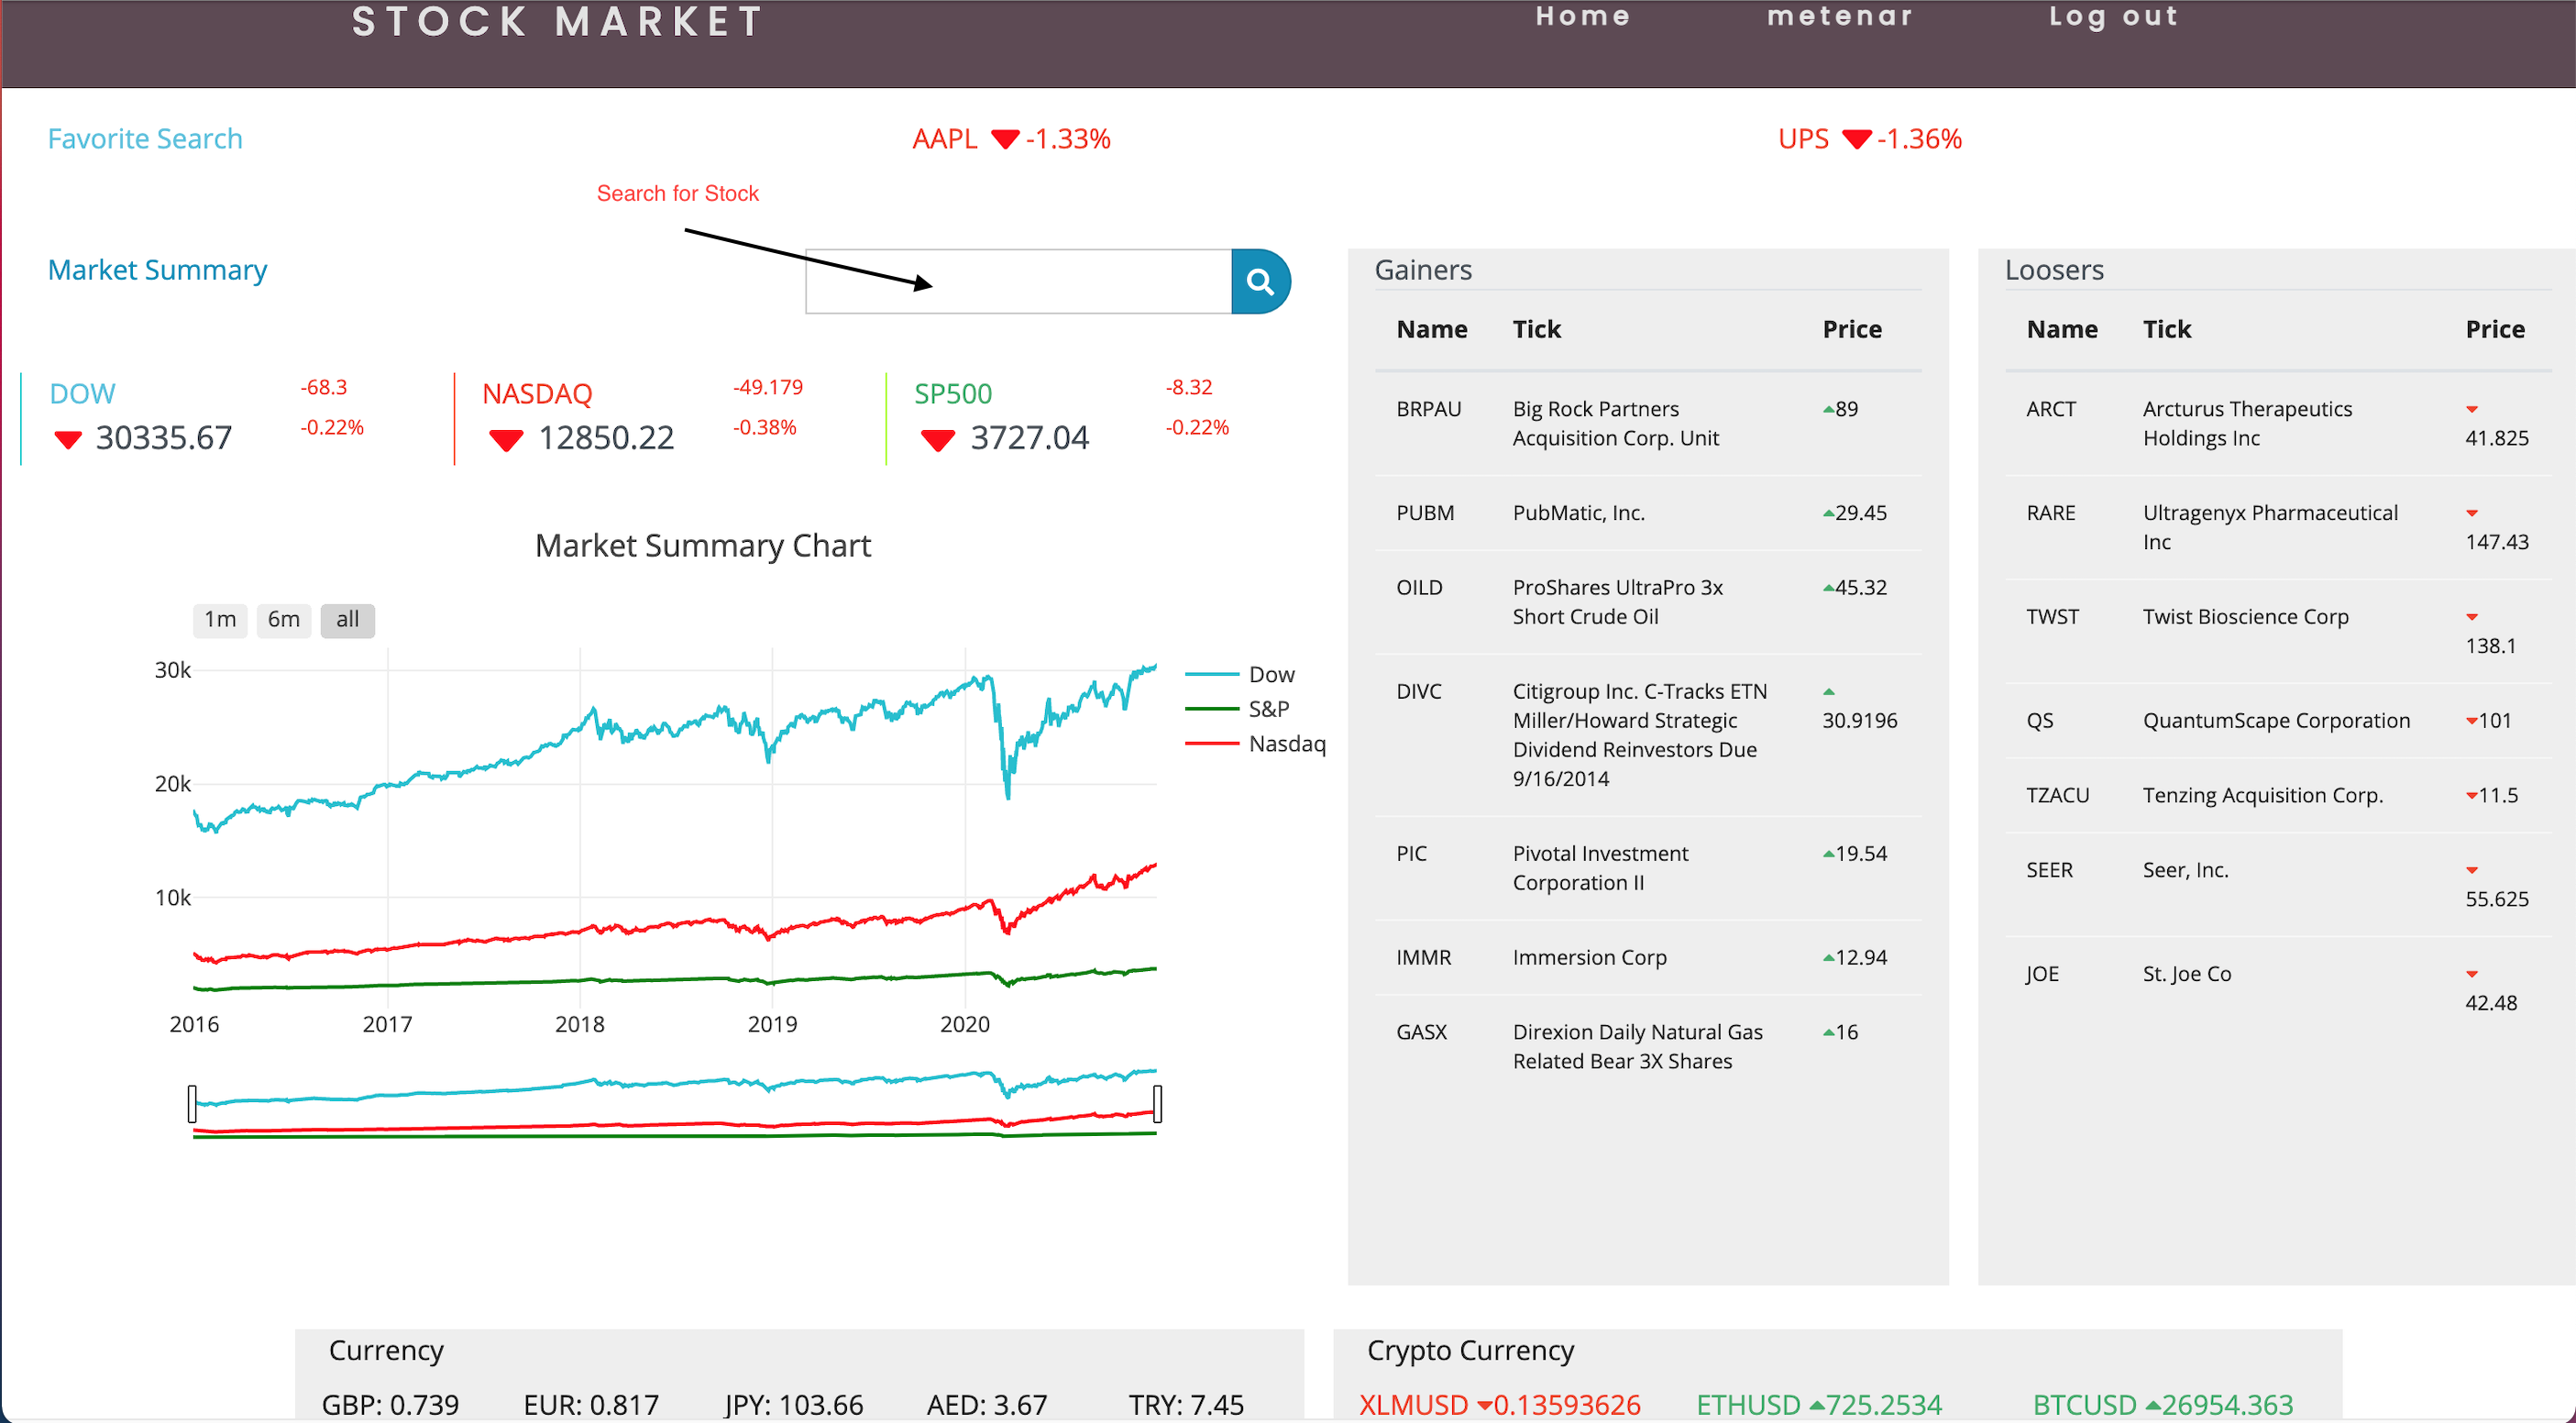 STOCK MARKET
Home
metenar
Log out
Favorite Search
AAPL -1.33%
UPS -1.36%
Search for Stock
Market Summary
DOW
-68.3
30335.67
-0.22%
NASDAQ
-49.179
12850.22
-0.38%
SP500
-8.32
3727.04
-0.22%
Market Summary Chart
1m 6m all
30k
20k
10k
2016 2017 2018 2019 2020
Dow
S&P
Nasdaq
Gainers
Name Tick Price
BRPAU Big Rock Partners 89
Acquisition Corp. Unit
PUBM PubMatic, Inc. 29.45
OILD ProShares UltraPro 3x 45.32
Short Crude Oil
DIVC Citigroup Inc. C-Tracks ETN
Miller/Howard Strategic 30.9196
Dividend Reinvestors Due
9/16/2014
PIC Pivotal Investment 19.54
Corporation II
IMMR Immersion Corp 12.94
GASX Direxion Daily Natural Gas 16
Related Bear 3X Shares
Loosers
Name Tick Price
ARCT Arcturus Therapeutics
Holdings Inc 41.825
RARE Ultragenyx Pharmaceutical
Inc 147.43
TWST Twist Bioscience Corp
138.1
QS QuantumScape Corporation 101
TZACU Tenzing Acquisition Corp. 11.5
SEER Seer, Inc.
55.625
JOE St. Joe Co
42.48
Currency
GBP: 0.739 EUR: 0.817 JPY: 103.66 AED: 3.67 TRY: 7.45
Crypto Currency
XLMUSD 0.13593626 ETHUSD 725.2534 BTCUSD 26954.363